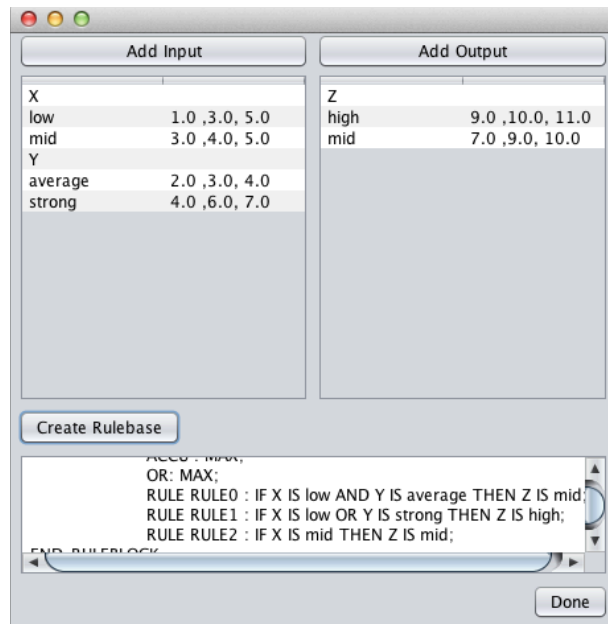 Add Input
Add Output
X
low 1.0 ,3.0, 5.0
mid 3.0 ,4.0, 5.0
Y
average 2.0 ,3.0, 4.0
strong 4.0 ,6.0, 7.0
Z
high 9.0 ,10.0, 11.0
mid 7.0 ,9.0, 10.0
Create Rulebase
ACCU : MAX;
OR: MAX;
RULE RULE0 : IF X IS low AND Y IS average THEN Z IS mid;
RULE RULE1 : IF X IS low OR Y IS strong THEN Z IS high;
RULE RULE2 : IF X IS mid THEN Z IS mid;
END_RULEBLOCK
Done